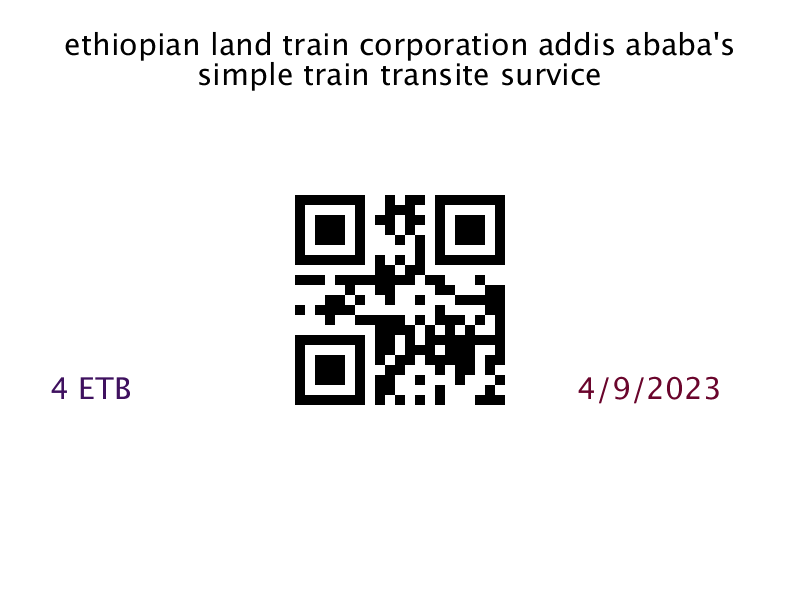 ethiopian land train corporation addis ababa's
simple train transite survice
4 ETB
4/9/2023